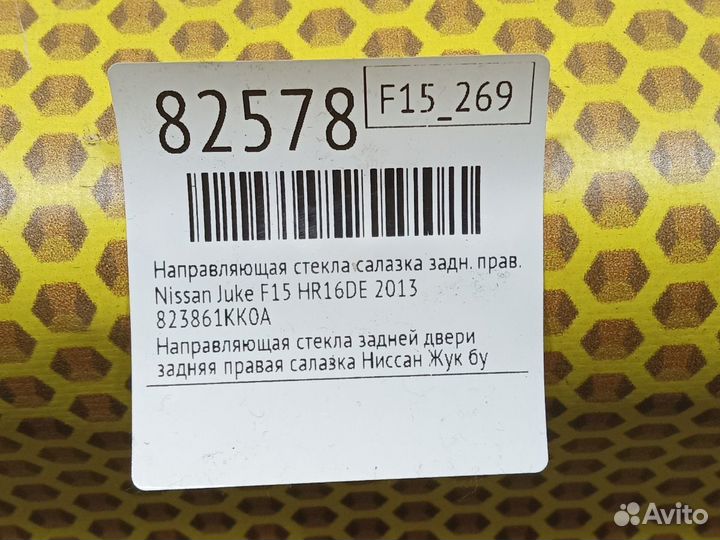 82578
F15_269
Направляющая стекла салазка задн. прав.
Nissan Juke F15 HR16DE 2013
823861KK0A
Направляющая стекла задней двери
задняя правая салазка Ниссан Жук бу
Avito